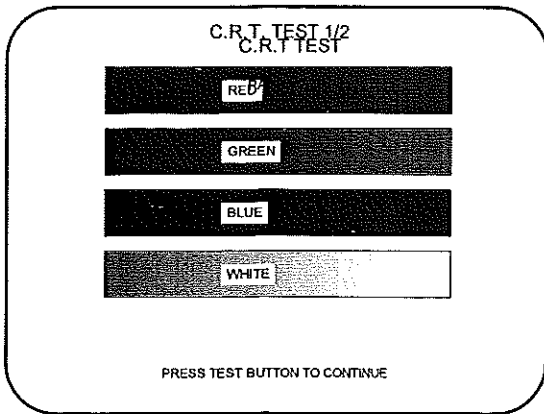 C.R.T. TEST 1/2
C.R.T TEST
RED
GREEN
BLUE
WHITE
PRESS TEST BUTTON TO CONTINUE